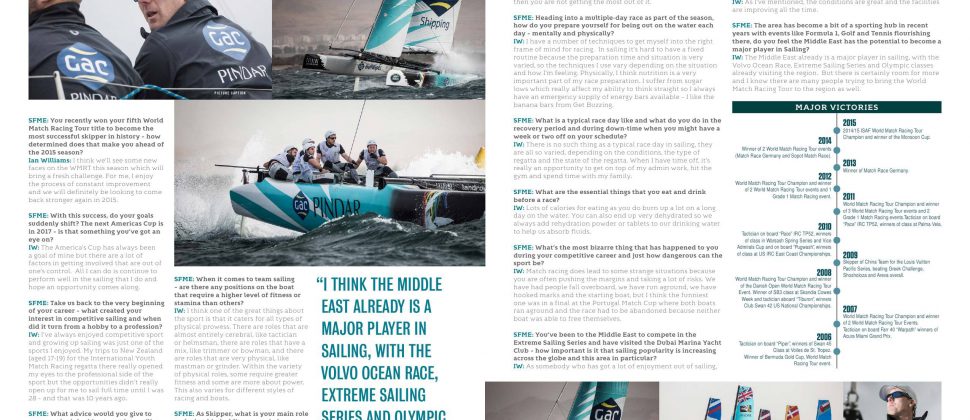 GAC
PINDAR
GAC
PINDAR
Shipping
PICTURE CAPTION
GAC
PINDAR
SFME: You recently won your fifth World
Match Racing Tour title to become the
most successful skipper in history - how
determined does that make you ahead of
the 2015 season?
Ian Williams: I think we'll see some new
faces on the WMRT this season which will
bring a fresh challenge. For me, I enjoy
the process of constant improvement
and we will definitely be looking to come
back stronger again in 2015.
SFME: With this success, do your goals
suddenly shift? The next Americas Cup is
in 2017 - is that something you've got an
eye on?
IW: The America's Cup has always been
a goal of mine but there are a lot of
factors in getting involved that are out of
one's control. All I can do is continue to
perform well in the sailing that I do and
hope an opportunity comes along.
SFME: Take us back to the very beginning
of your career - what created your
interest in competitive sailing and when
did it turn from a hobby to a profession?
IW: I've always enjoyed competitive sport
and growing up sailing was just one of the
sports I enjoyed. My trip to New Zealand
(aged 17-19) for the International Youth
Match Racing regatta there really opened
my eyes to the professional side of the
sport but the opportunities didn't really
open up for me to sail full time until I was
28 – and that was 10 years ago.
SFME: What advice would you give to
SFME: When it comes to team sailing
- are there any positions on the boat
that require a higher level of fitness or
stamina than others?
IW: I think one of the great things about
the sport is that it caters for all types of
physical prowess. There are roles that are
almost entirely cerebral, like tactician
or helmsman, there are roles that have a
mix, like trimmer or bowman, and there
are roles that are very physical, like
mastman or grinder. Within the variety
of physical roles, some require greater
fitness and some are more about power.
This also varies for different styles of
racing and boats.
SFME: As Skipper, what is your main role
"I THINK THE MIDDLE
EAST ALREADY IS A
MAJOR PLAYER IN
SAILING, WITH THE
VOLVO OCEAN RACE,
EXTREME SAILING
SERIES AND OLYMPIC
then you are not getting the most out of it.
SFME: Heading into a multiple-day race as part of the season,
how do you prepare yourself for being out on the water each
day - mentally and physically?
IW: I have a number of techniques to get myself into the right
frame of mind for racing. In sailing it's hard to have a fixed
routine because the preparation time and situation is very
varied, so the techniques I use vary depending on the situation
and how I'm feeling. Physically, I think nutrition is a very
important part of my race preparation. I suffer from sugar
lows which really affect my ability to think straight so I always
have an emergency supply of energy bars available – I like the
banana bars from Get Buzzing.
SFME: What is a typical race day like and what do you do in the
recovery period and during down-time when you might have a
week or two off for your schedule?
IW: There is no such thing as a typical race day in sailing, they
are all so varied, depending on the conditions, the type of
regatta and the state of the regatta. When I have time off, it's
really an opportunity to get on top of my admin work, hit the
gym and spend time with my family.
SFME: What are the essential things that you eat and drink
before a race?
IW: Lots of calories for eating as you do burn up a lot on a long
day on the water. You can also end up very dehydrated so we
always add rehydration powder or tablets to our drinking water
to help us absorb fluids.
SFME: What's the most bizarre thing that has happened to you
during your competitive career and just how dangerous can the
sport be?
IW: Match racing does lead to some strange situations because
you are often pushing the margins and taking a lot of risks. We
have had people fall overboard, we have run aground, we have
hooked marks and the starting boat, but I think the funniest
one was in a final at the Portugal Match Cup where both boats
ran aground and the race had to be abandoned because neither
boat was able to free themselves.
SFME: You've been to the Middle East to compete in the
Extreme Sailing Series and have visited the Dubai Marina Yacht
Club - how important is it that sailing popularity is increasing
across the globe and this area in particular?
IW: As somebody who has got a lot of enjoyment out of sailing,
IW: As I've mentioned, the conditions are great and the facilities
are improving all the time.
SFME: The area has become a bit of a sporting hub in recent
years with events like Formula 1, Golf and Tennis flourishing
there, do you feel the Middle East has the potential to become a
major player in Sailing?
IW: The Middle East already is a major player in sailing, with the
Volvo Ocean Race, Extreme Sailing Series and Olympic classes
already visiting the region. But there is certainly room for more
and I know there are many people trying to bring the World
Match Racing Tour to the region as well.
MAJOR VICTORIES
2015
2014/15 ISAF World Match Racing Tour
Champion and winner of the Monsoon Cup.
2014
Winner of 2 World Match Racing Tour events
(Match Race Germany and Sopot Match Race).
2013
Winner of Match Race Germany.
2012
World Match Racing Tour Champion and winner
of 2 World Match Racing Tour events and 1
Grade 1 Match Racing event.
2011
World Match Racing Tour Champion and winner
of 3 World Match Racing Tour events and 2
Grade 1 Match Racing events. Tactician on board
"Pace" IRC TP52, winners of class at Palma Vela.
2010
Tactician on board "Pace" IRC TP52, winners
of class in Warsash Spring Series and Vice
Admirals Cup and on board "Pugwash", winners
of class at US IRC East Coast Championships.
2009
Skipper of China Team for the Louis Vuitton
Pacific Series, beating Greek Challenge,
Shosholoza and Areva overall.
2008
World Match Racing Tour Champion and winner
of the Danish Open World Match Racing Tour
Event. Winner of SB3 class at Skandia Cowes
Week and tactician aboard
Club Swan 42 US National Championships.
2007
World Match Racing Tour Champion and winner
of 2 World Match Racing Tour Events.
Tactician on board Farr 40 "Warpath" winners of
Acura Miami Grand Prix.
2006
Tactician on board "Piper", winners of Swan 45
Class at Voiles de St. Tropez.
Winner of Bermuda Gold Cup, World Match
Racing Tour event.